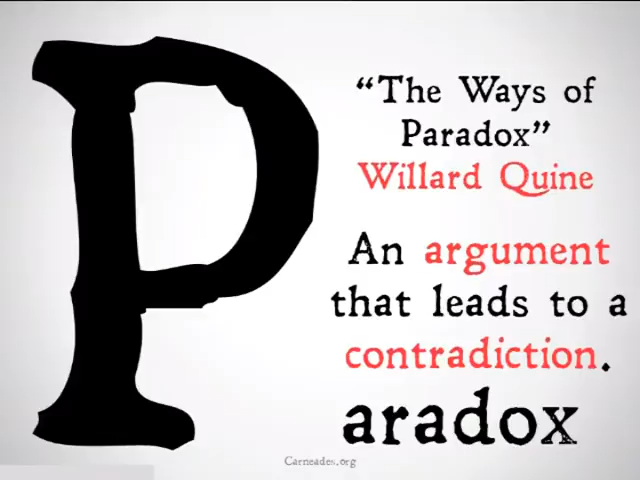 “The Ways of
Paradox”
Willard Quine
An argument
that leads to a
contradiction.
Paradox
Carneades.org